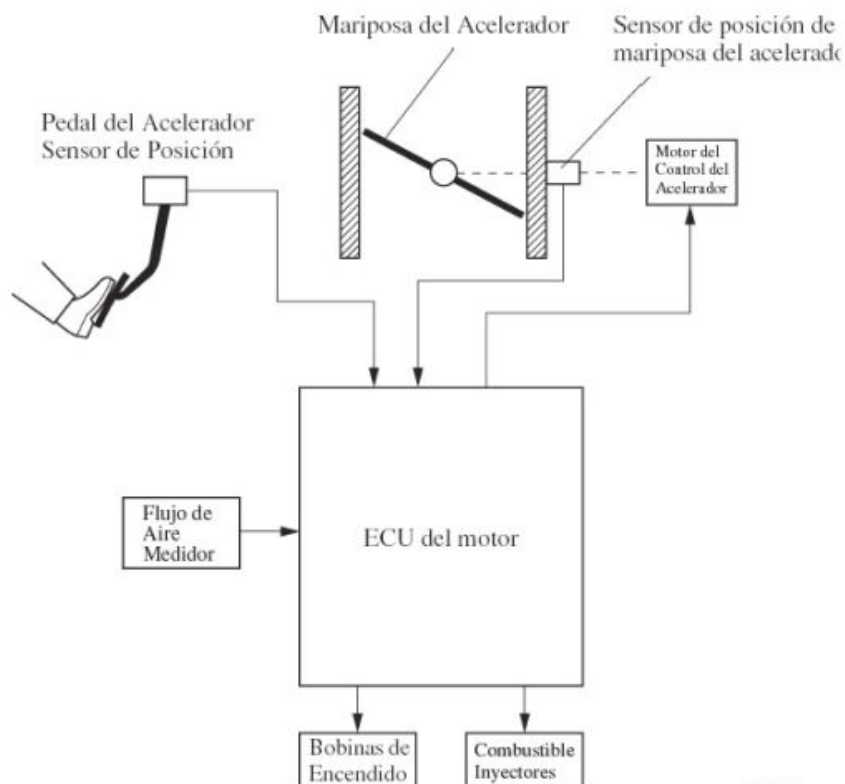 Mariposa del Acelerador
Sensor de posición de
mariposa del acelerado
Pedal del Acelerador
Sensor de Posición
Motor del
Control del
Acelerador
Flujo de
Aire
Medidor
ECU del motor
Bobinas de
Encendido
Combustible
Inyectores